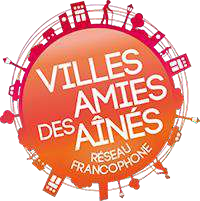 VILLES
AMIES
DES AÎNÉS
RÉSEAU
FRANCOPHONE